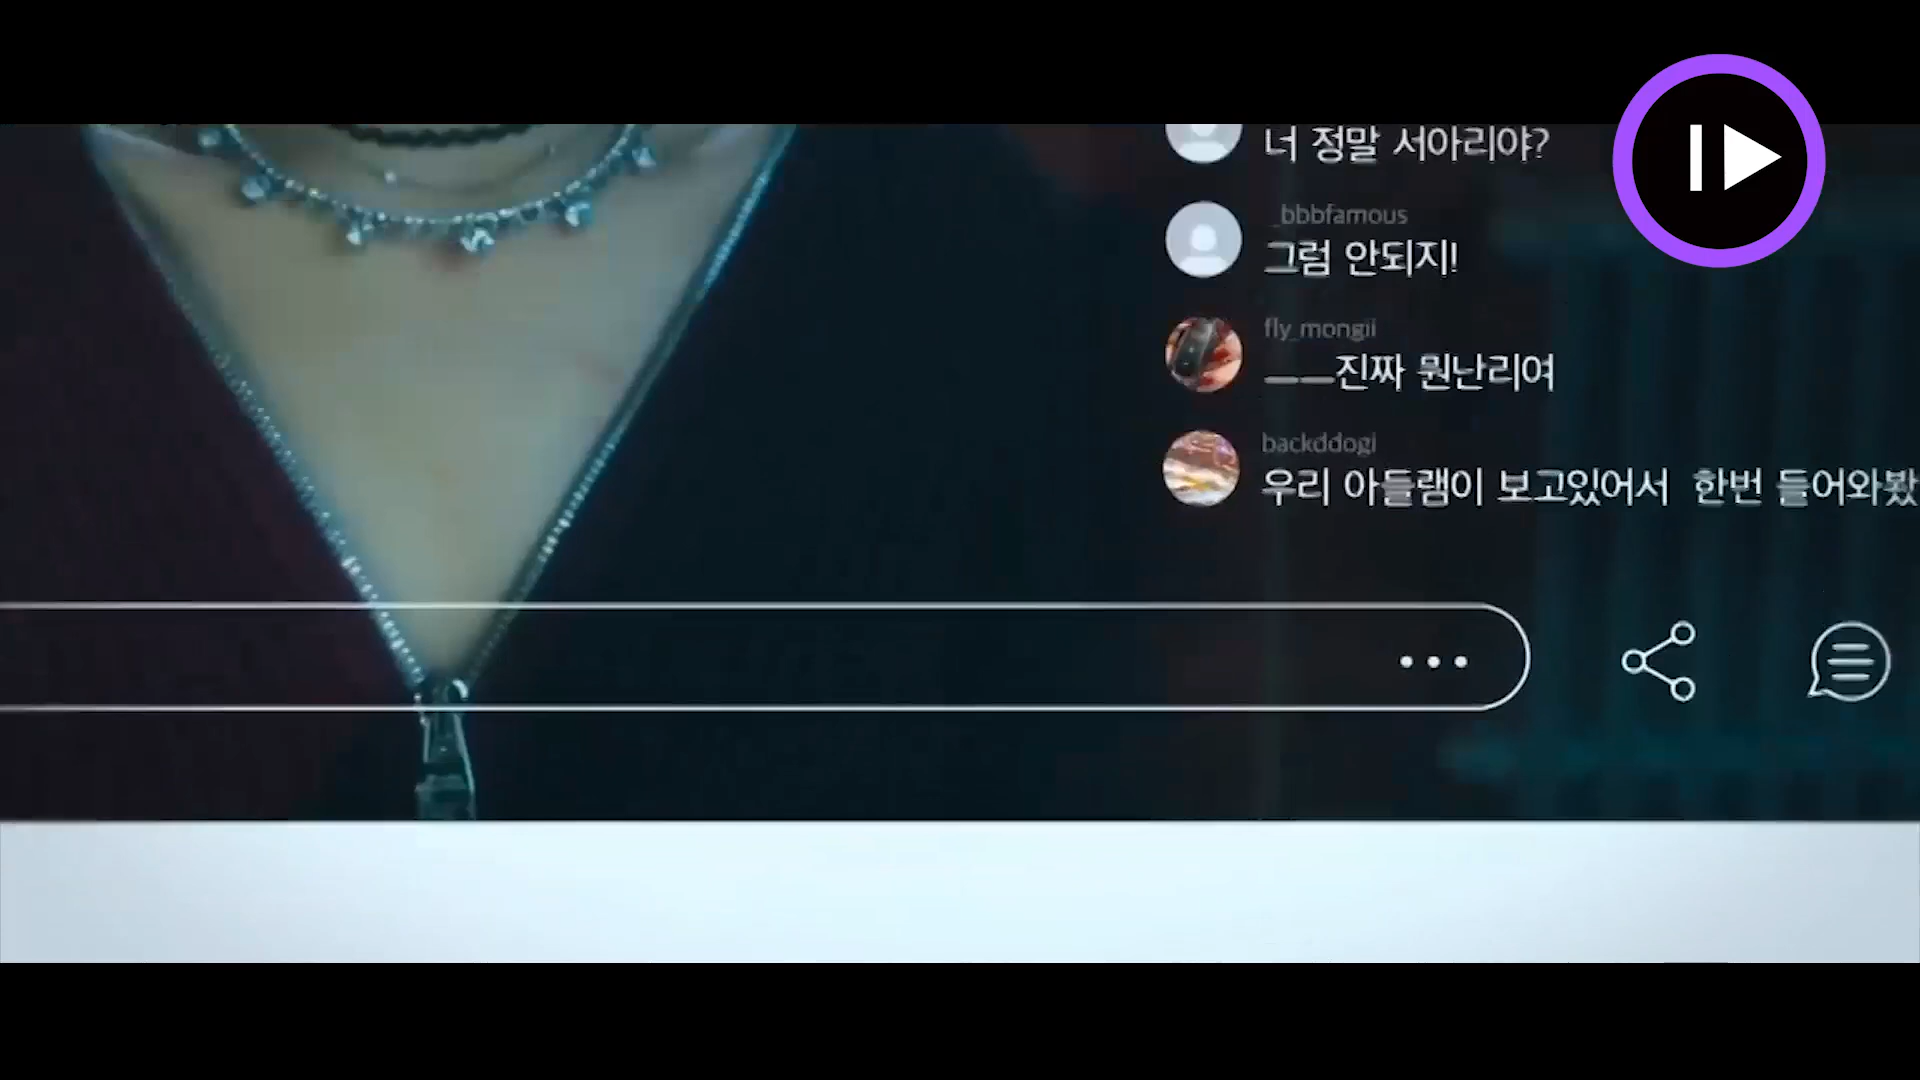 너 정말 서아리야?
_bbbfamous
그럼 안되지!
fly_mongii
ㅡㅡ진짜 뭔난리여
backddogi
우리 아들램이 보고있어서 한번 들어와봤